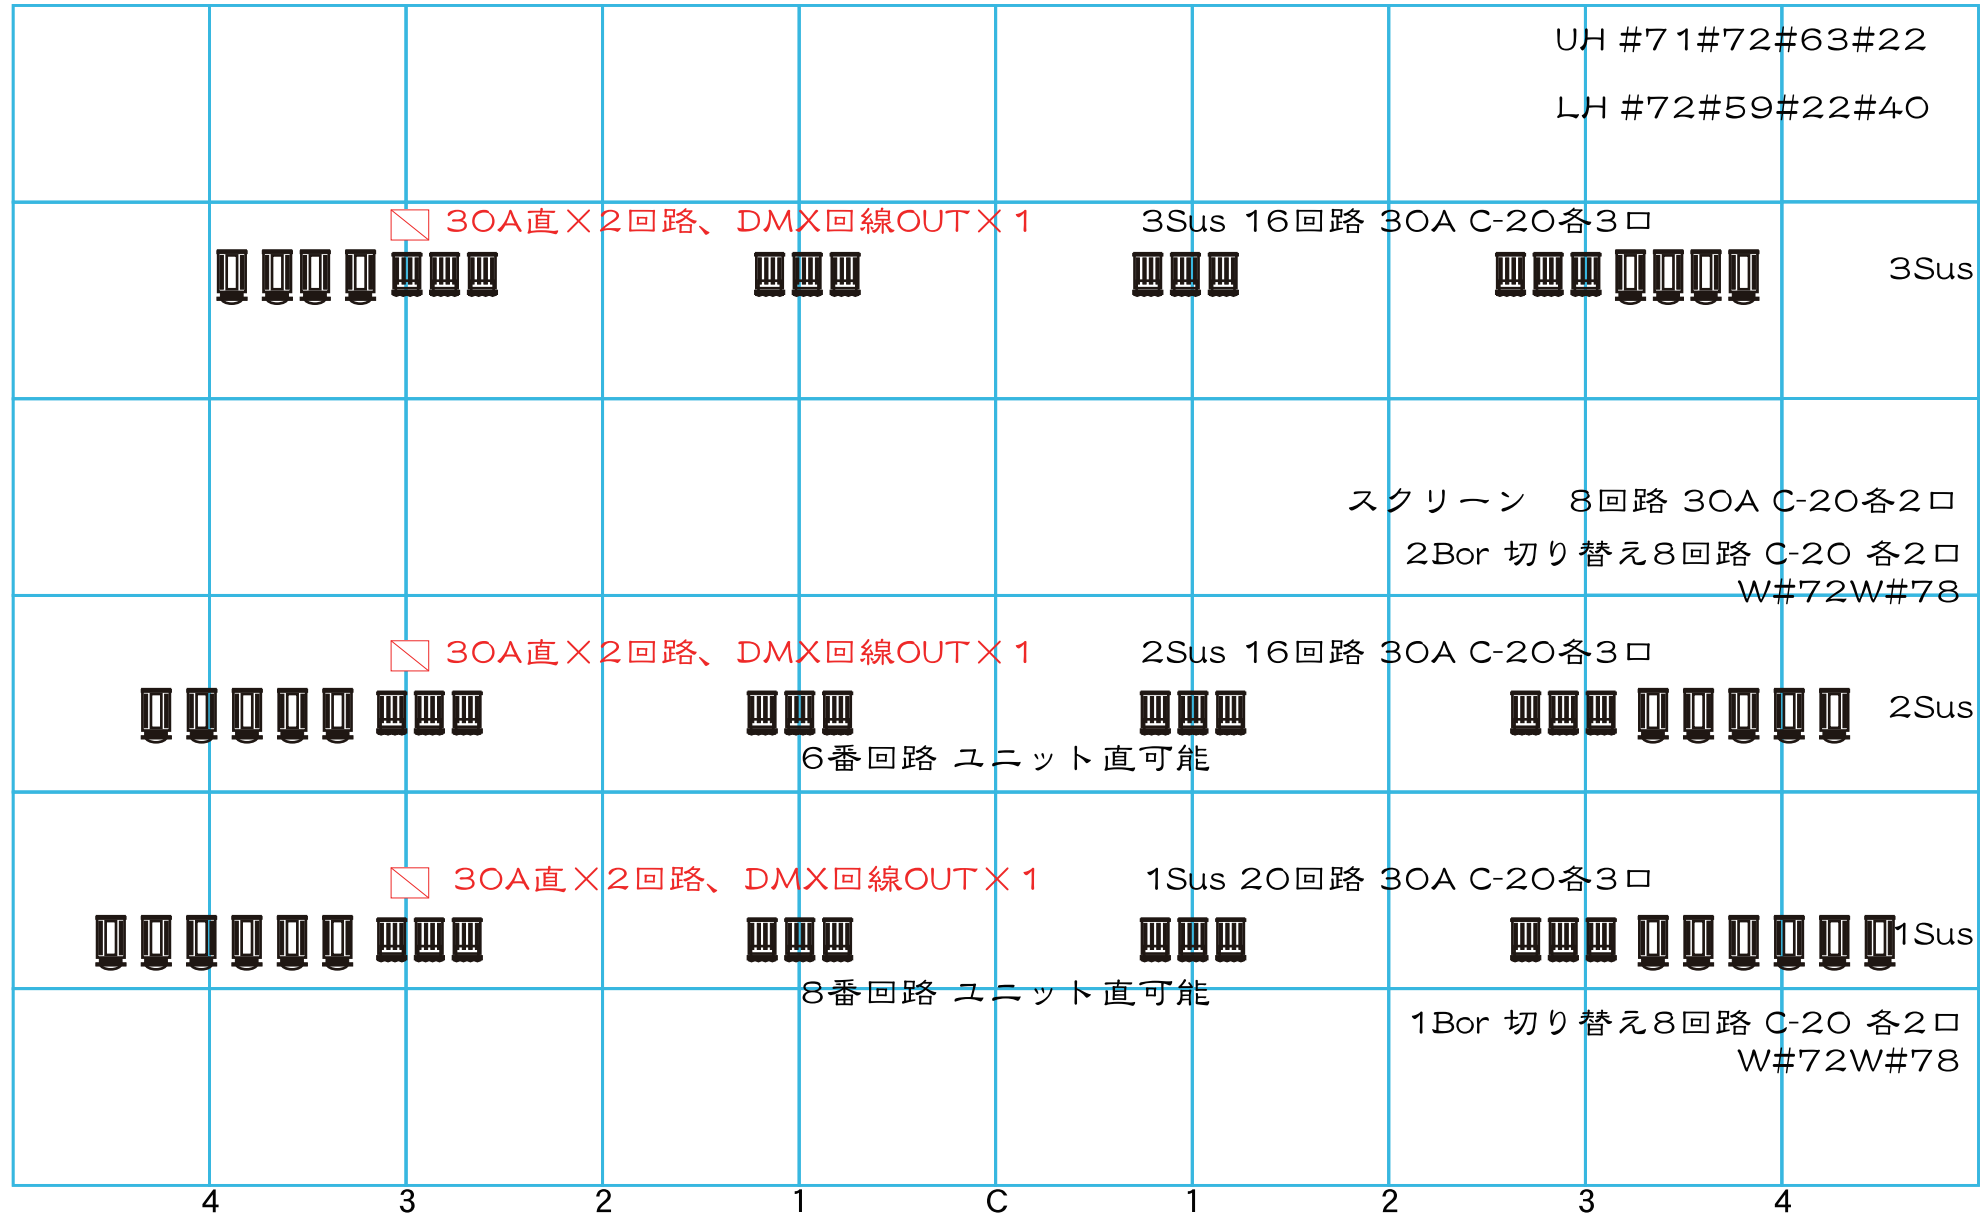 UH #71#72#63#22
LH #72#59#22#40
30A直×2回路、DMX回線OUT×1
3Sus 16回路 30A C-20各3口
3Sus
スクリーン　8回路 30A C-20各2口
2Bor 切り替え8回路 C-20 各2口
W#72W#78
30A直×2回路、DMX回線OUT×1
2Sus 16回路 30A C-20各3口
2Sus
6番回路 ユニット直可能
30A直×2回路、DMX回線OUT×1
1Sus 20回路 30A C-20各3口
1Sus
8番回路 ユニット直可能
1Bor 切り替え8回路 C-20 各2口
W#72W#78
4 3 2 1 C 1 2 3 4